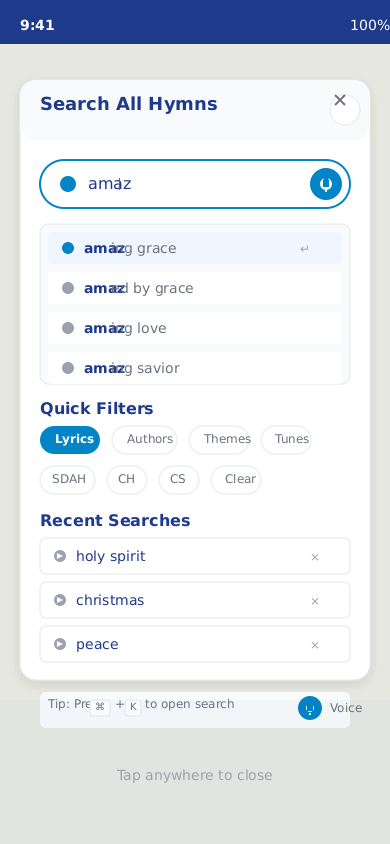 9:41 100%
Search All Hymns ✕
amaz
amazing grace ↵
amazed by grace
amazing love
amazing savior
Quick Filters
Lyrics Authors Themes Tunes
SDAH CH CS Clear
Recent Searches
holy spirit ×
christmas ×
peace ×
Tip: Pre ⌘ + K to open search Voice
Tap anywhere to close